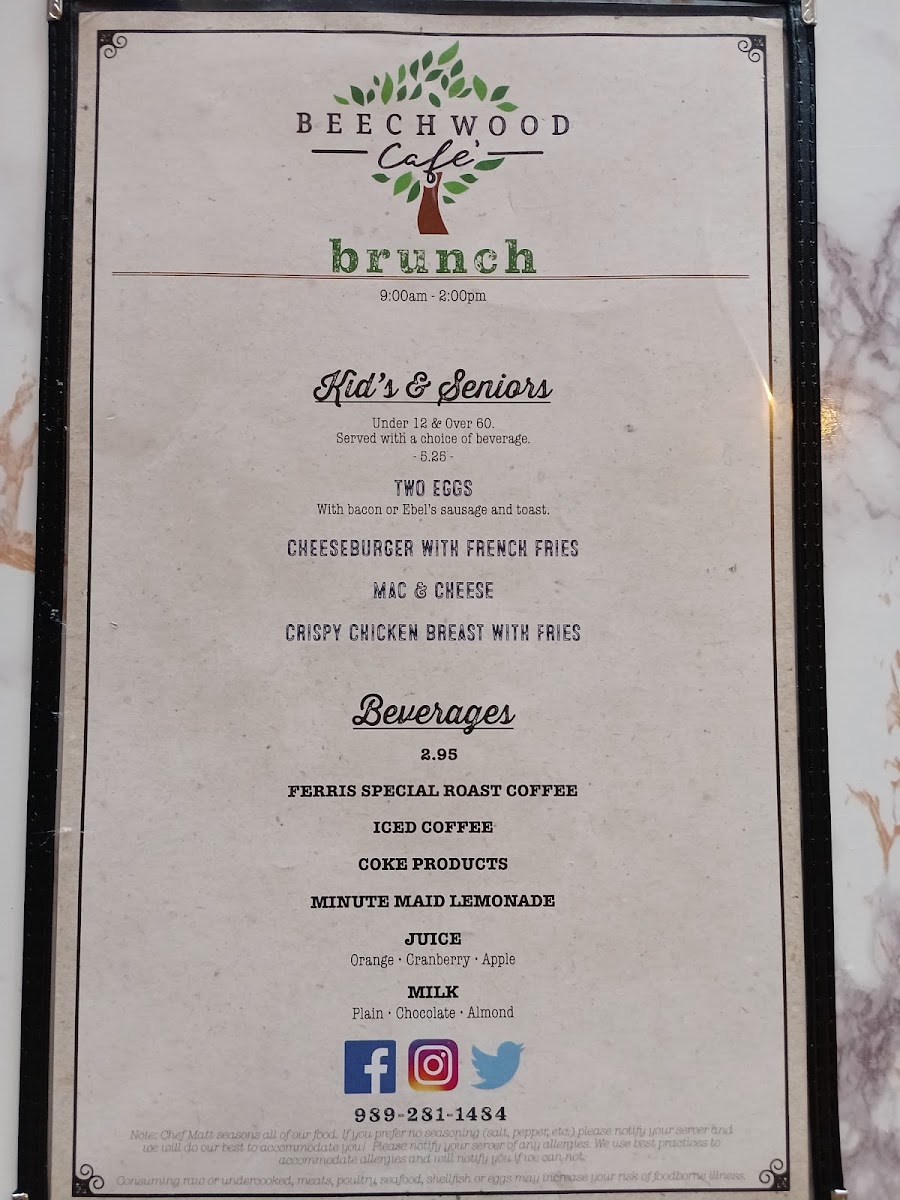 BEECHWOOD
Café
brunch
9:00am - 2:00pm
Kid's & Seniors
Under 12 & Over 60.
Served with a choice of beverage.
- 5.25 -
TWO EGGS
With bacon or Ebel's sausage and toast.
CHEESEBURGER WITH FRENCH FRIES
MAC & CHEESE
CRISPY CHICKEN BREAST WITH FRIES
Beverages
2.95
FERRIS SPECIAL ROAST COFFEE
ICED COFFEE
COKE PRODUCTS
MINUTE MAID LEMONADE
JUICE
Orange · Cranberry · Apple
MILK
Plain · Chocolate · Almond
989-281-1484
Note: Chef Matt seasons all of our food. If you prefer no seasoning (salt, pepper, etc.) please notify your server and
we will do our best to accommodate you! Please notify your server of any allergies. We use best practices to
accommodate allergies and will notify you if we can not.
Consuming raw or undercooked, meats, poultry, seafood, shellfish or eggs may increase your risk of foodborne illness.